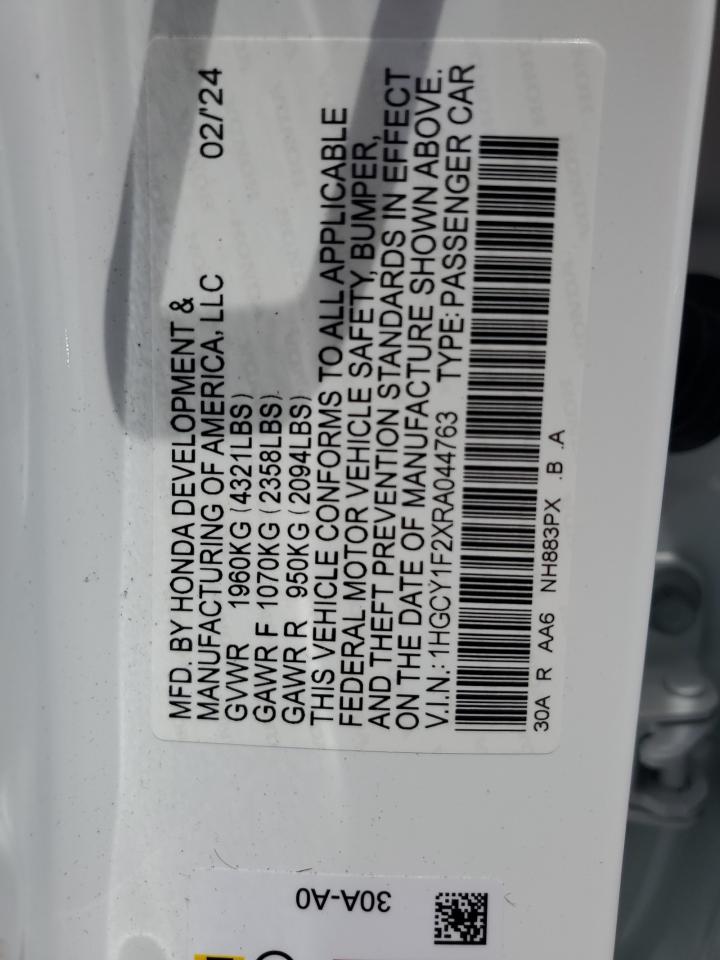 MFD. BY HONDA DEVELOPMENT &
MANUFACTURING OF AMERICA, LLC 02/'24
GVWR 1960KG (4321LBS)
GAWR F 1070KG (2358LBS)
GAWR R 950KG (2094LBS)
THIS VEHICLE CONFORMS TO ALL APPLICABLE
FEDERAL MOTOR VEHICLE SAFETY, BUMPER,
AND THEFT PREVENTION STANDARDS IN EFFECT
ON THE DATE OF MANUFACTURE SHOWN ABOVE.
V.I.N.: 1HGCY1F2XRA044763 TYPE: PASSENGER CAR
30A R AA6 NH883PX .B .A
30A-A0